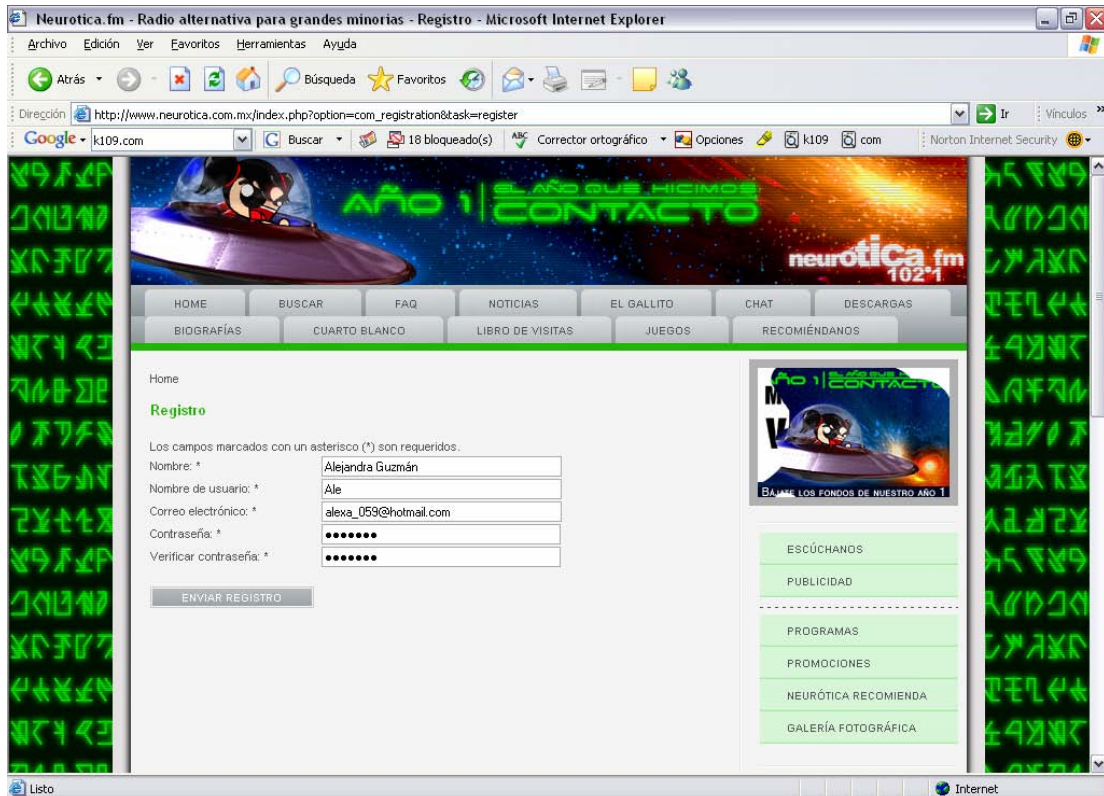 Neurotica.fm - Radio alternativa para grandes minorias - Registro - Microsoft Internet Explorer
Archivo Edición Ver Favoritos Herramientas Ayuda
Atrás Búsqueda Favoritos
Dirección http://www.neurotica.com.mx/index.php?option=com_registration&task=register Ir Vínculos »
Google k109.com Buscar 18 bloqueado(s) ABC Corrector ortográfico Opciones k109 com Norton Internet Security
AÑO 1 EL AÑO QUE HICIMOS
CONTACTO
neurotica.fm
102·1
HOME BUSCAR FAQ NOTICIAS EL GALLITO CHAT DESCARGAS
BIOGRAFÍAS CUARTO BLANCO LIBRO DE VISITAS JUEGOS RECOMIÉNDANOS
Home
Registro
Los campos marcados con un asterisco (*) son requeridos.
Nombre: * Alejandra Guzmán
Nombre de usuario: * Ale
Correo electrónico: * alexa_059@hotmail.com
Contraseña: * •••••••
Verificar contraseña: * •••••••
ENVIAR REGISTRO
AÑO 1 EL AÑO QUE
CONTACTO
BÁJATE LOS FONDOS DE NUESTRO AÑO 1
ESCÚCHANOS
PUBLICIDAD
PROGRAMAS
PROMOCIONES
NEURÓTICA RECOMIENDA
GALERÍA FOTOGRÁFICA
Listo Internet